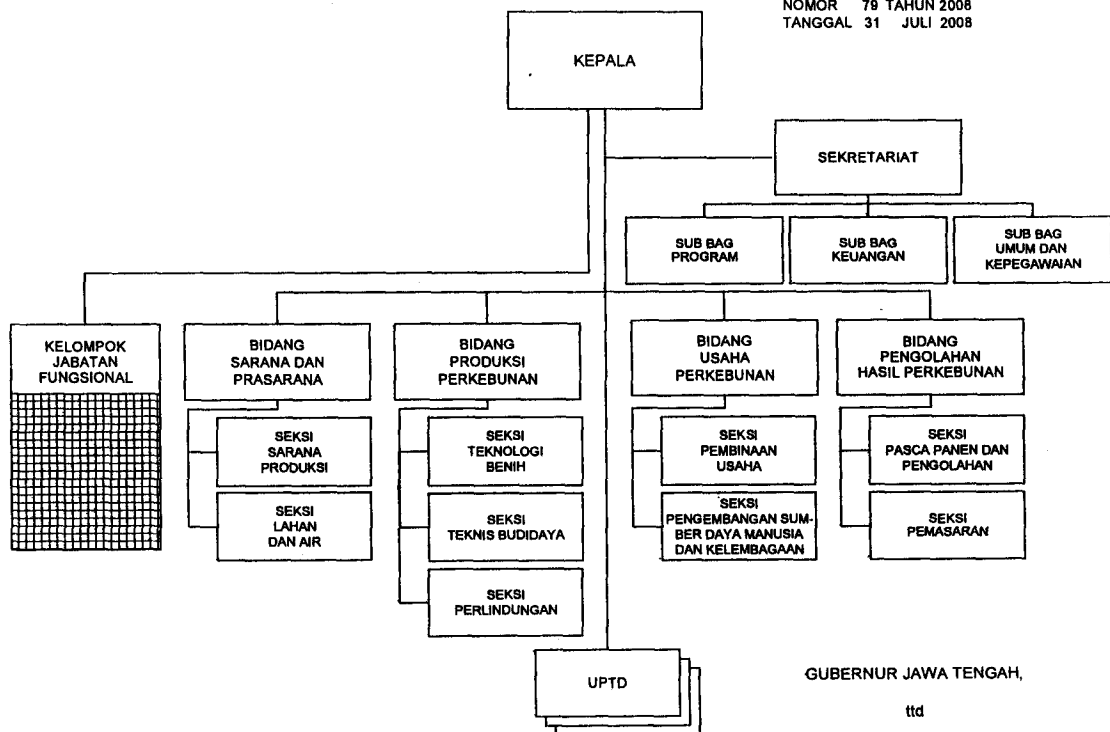 NOMOR 79 TAHUN 2008
TANGGAL 31 JULI 2008
KEPALA
SEKRETARIAT
SUB BAG
PROGRAM
SUB BAG
KEUANGAN
SUB BAG
UMUM DAN
KEPEGAWAIAN
KELOMPOK
JABATAN
FUNGSIONAL
BIDANG
SARANA DAN
PRASARANA
SEKSI
SARANA
PRODUKSI
SEKSI
LAHAN
DAN AIR
BIDANG
PRODUKSI
PERKEBUNAN
SEKSI
TEKNOLOGI
BENIH
SEKSI
TEKNIS BUDIDAYA
SEKSI
PERLINDUNGAN
BIDANG
USAHA
PERKEBUNAN
SEKSI
PEMBINAAN
USAHA
SEKSI
PENGEMBANGAN SUM-
BER DAYA MANUSIA
DAN KELEMBAGAAN
BIDANG
PENGOLAHAN
HASIL PERKEBUNAN
SEKSI
PASCA PANEN DAN
PENGOLAHAN
SEKSI
PEMASARAN
UPTD
GUBERNUR JAWA TENGAH,
ttd